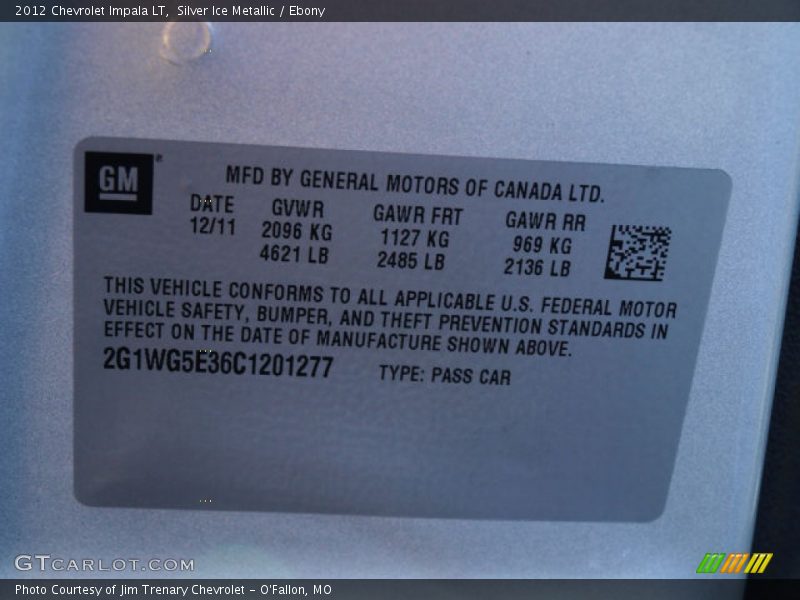 2012 Chevrolet Impala LT,  Silver Ice Metallic / Ebony
GM®
MFD BY GENERAL MOTORS OF CANADA LTD.
DATE GVWR GAWR FRT GAWR RR
12/11 2096 KG 1127 KG 969 KG
4621 LB 2485 LB 2136 LB
THIS VEHICLE CONFORMS TO ALL APPLICABLE U.S. FEDERAL MOTOR
VEHICLE SAFETY, BUMPER, AND THEFT PREVENTION STANDARDS IN
EFFECT ON THE DATE OF MANUFACTURE SHOWN ABOVE.
2G1WG5E36C1201277 TYPE: PASS CAR
GTCARLOT.COM
Photo Courtesy of Jim Trenary Chevrolet - O'Fallon, MO